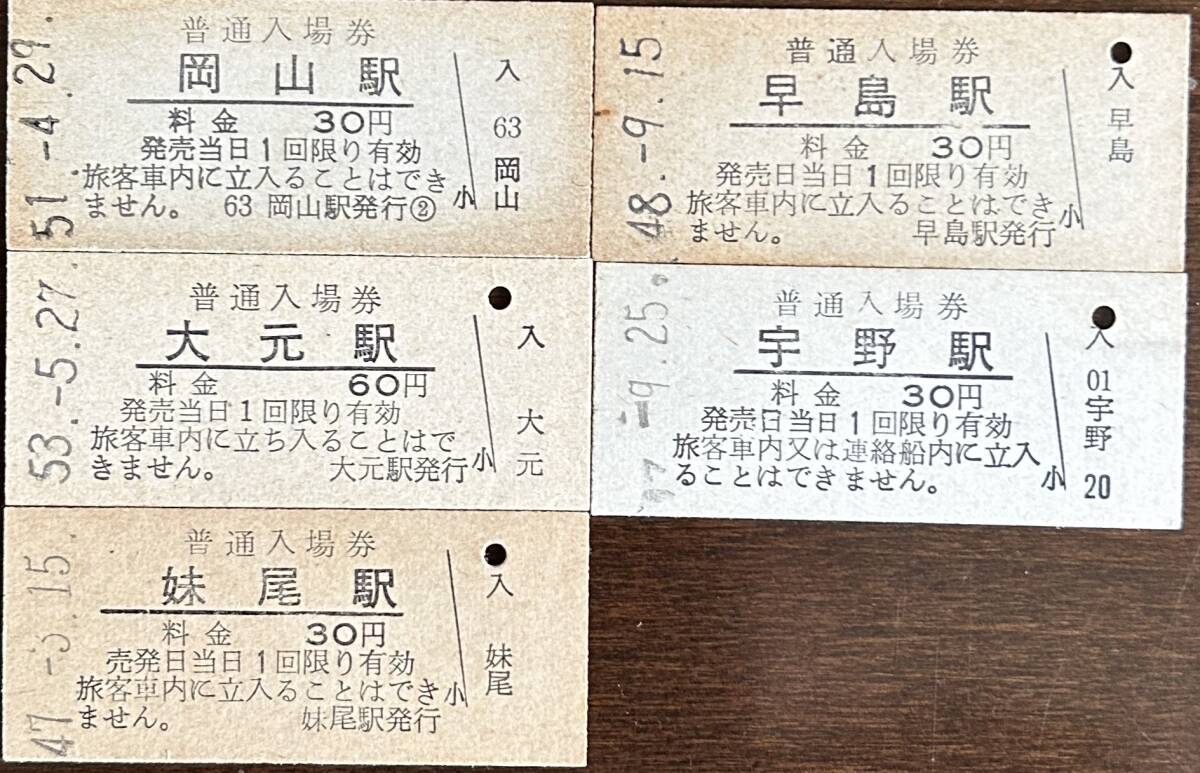 普通入場券
岡山駅
料金 30円
発売当日1回限り有効
旅客車内に立入ることはでき
ません。 63 岡山駅発行②
小
入
63
岡山
51.-4.29.
普通入場券
早島駅
料金 30円
発売日当日1回限り有効
旅客車内に立入ることはでき
ません。 早島駅発行
小
入
早島
48.-9.15
普通入場券
大元駅
料金 60円
発売当日1回限り有効
旅客車内に立ち入ることはで
きません。 大元駅発行
小
入
大元
53.-5.27.
普通入場券
宇野駅
料金 30円
発売日当日1回限り有効
旅客車内又は連絡船内に立入
ることはできません。
小
入
01
宇野
20
-9.25.
普通入場券
妹尾駅
料金 30円
売発日当日1回限り有効
旅客車内に立入ることはでき
ません。 妹尾駅発行
小
入
妹尾